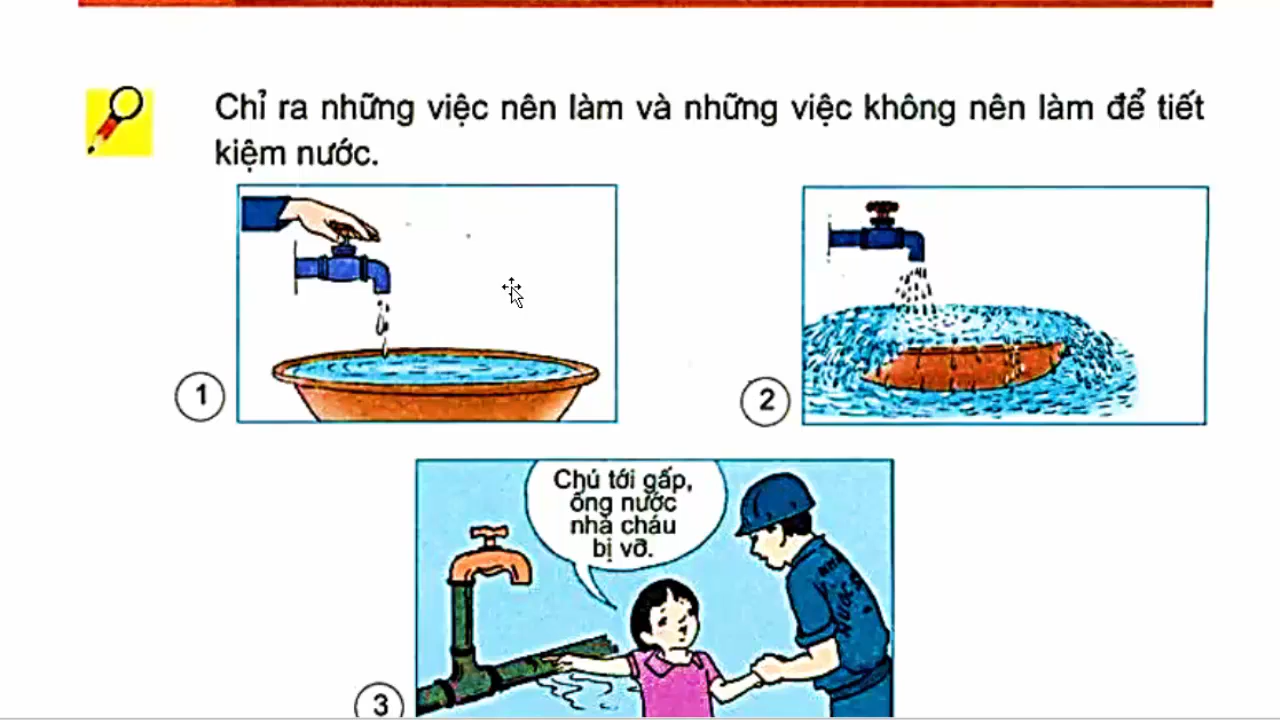 Chỉ ra những việc nên làm và những việc không nên làm để tiết
kiệm nước.
1
2
Chú tới gấp,
ống nước
nhà cháu
bị vỡ.
3